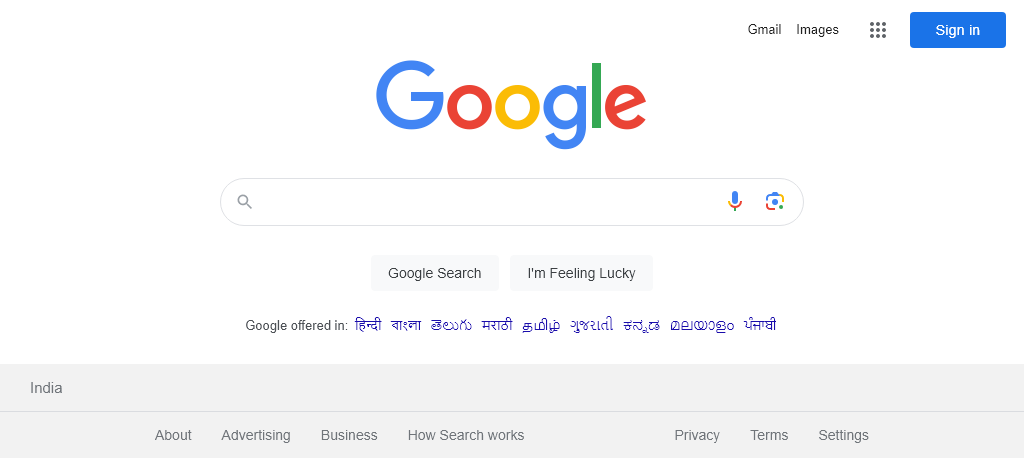 Gmail Images Sign in
Google
Google Search I'm Feeling Lucky
Google offered in: हिन्दी বাংলা తెలుగు मराठी தமிழ் ગુજરાતી ಕನ್ನಡ മലയാളം ਪੰਜਾਬੀ
India
About Advertising Business How Search works Privacy Terms Settings